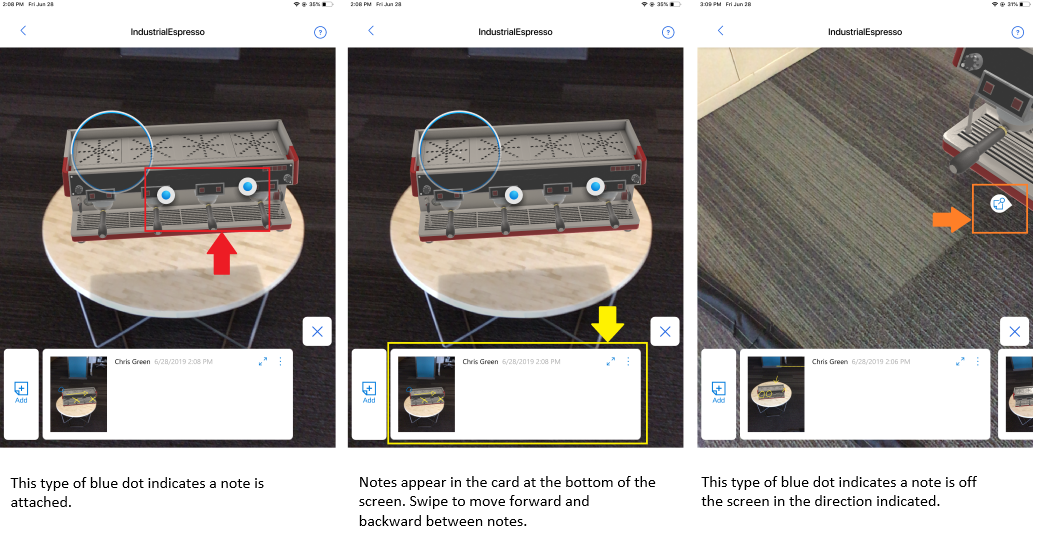 2:08 PM Fri Jun 28
35%
IndustrialEspresso
?
Add
Chris Green 6/28/2019 2:08 PM
This type of blue dot indicates a note is
attached.
2:08 PM Fri Jun 28
35%
IndustrialEspresso
?
Add
Chris Green 6/28/2019 2:08 PM
Notes appear in the card at the bottom of the
screen. Swipe to move forward and
backward between notes.
3:09 PM Fri Jun 28
31%
IndustrialEspresso
?
Add
Chris Green 6/28/2019 2:06 PM
This type of blue dot indicates a note is off
the screen in the direction indicated.